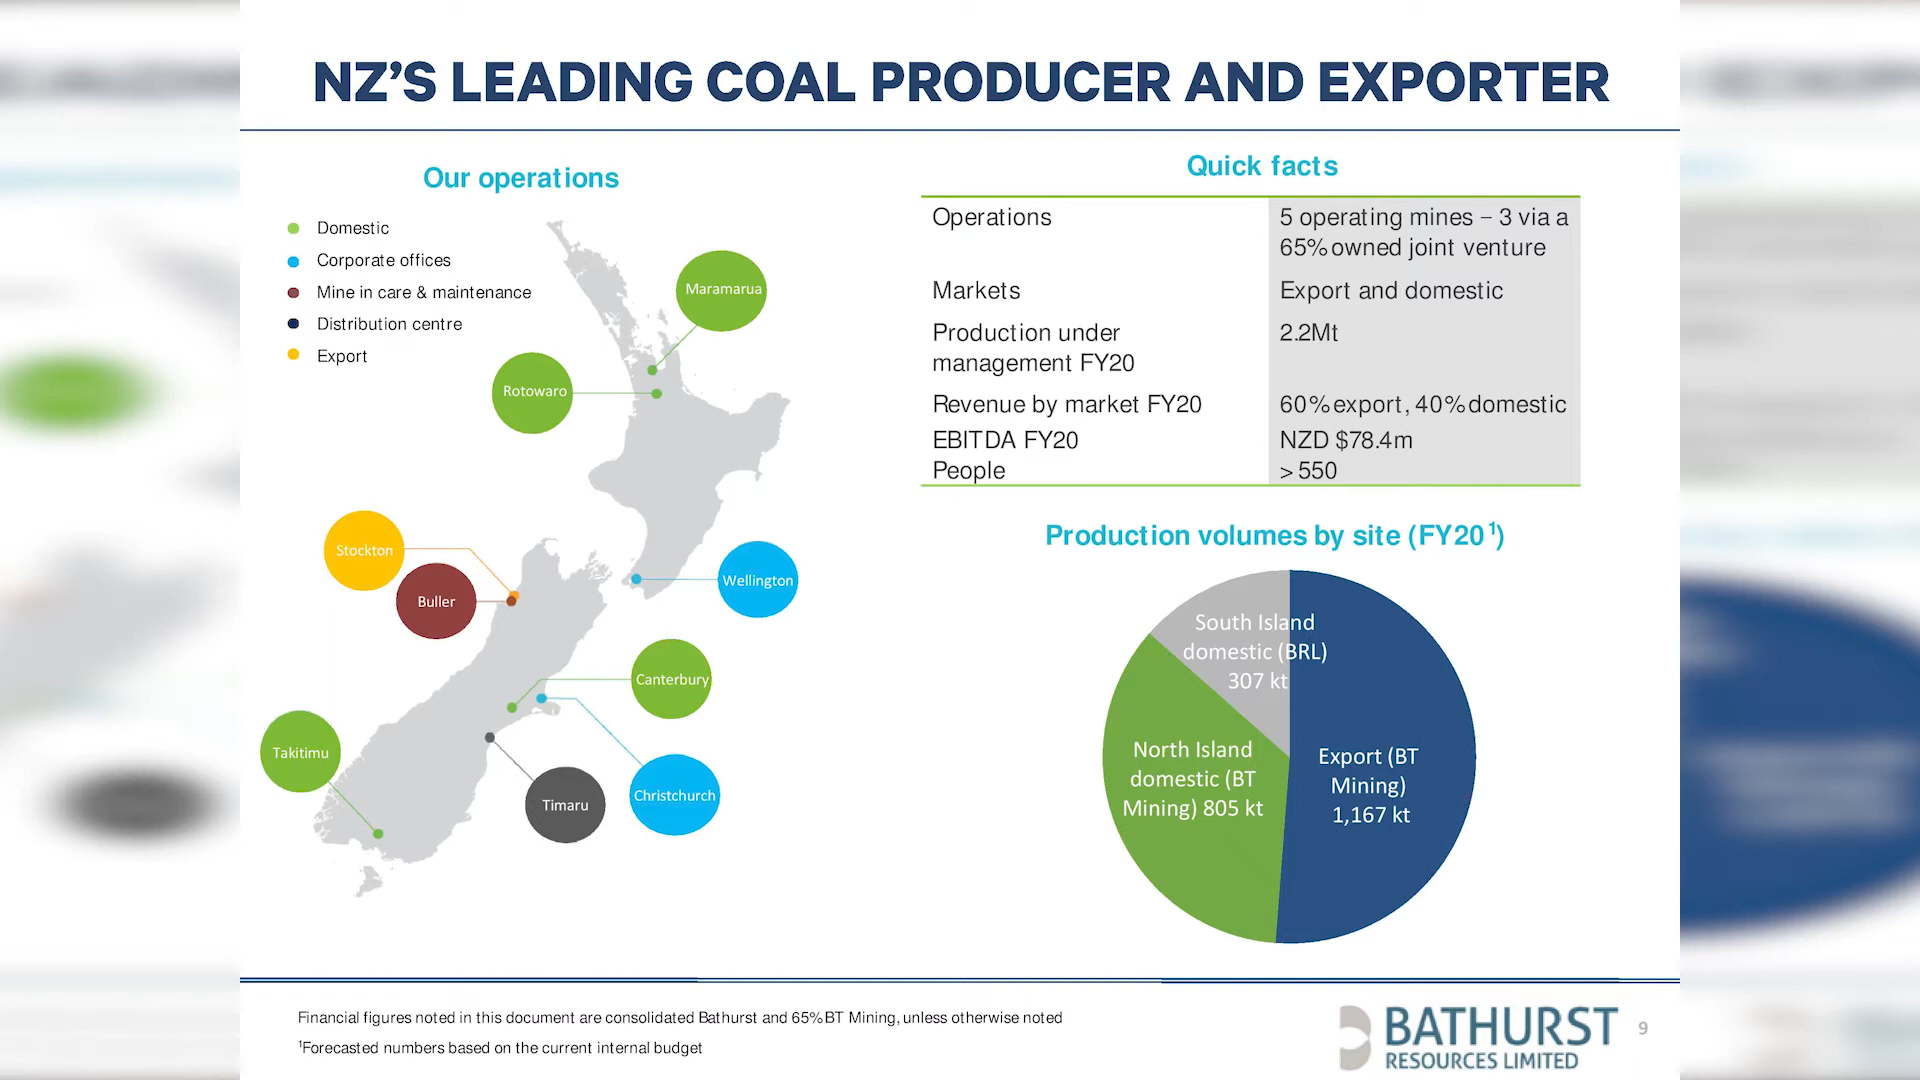 NZ'S LEADING COAL PRODUCER AND EXPORTER
Our operations
Domestic
Corporate offices
Mine in care & maintenance
Distribution centre
Export
Maramarua
Rotowaro
Stockton
Buller
Wellington
Canterbury
Takitimu
Timaru
Christchurch
Quick facts
Operations
5 operating mines – 3 via a
65% owned joint venture
Markets
Export and domestic
Production under
management FY20
2.2Mt
Revenue by market FY20
60% export, 40% domestic
EBITDA FY20
NZD $78.4m
People
>550
Production volumes by site (FY20¹)
South Island
domestic (BRL)
307 kt
North Island
domestic (BT
Mining) 805 kt
Export (BT
Mining)
1,167 kt
Financial figures noted in this document are consolidated Bathurst and 65% BT Mining, unless otherwise noted
¹Forecasted numbers based on the current internal budget
BATHURST
RESOURCES LIMITED
9